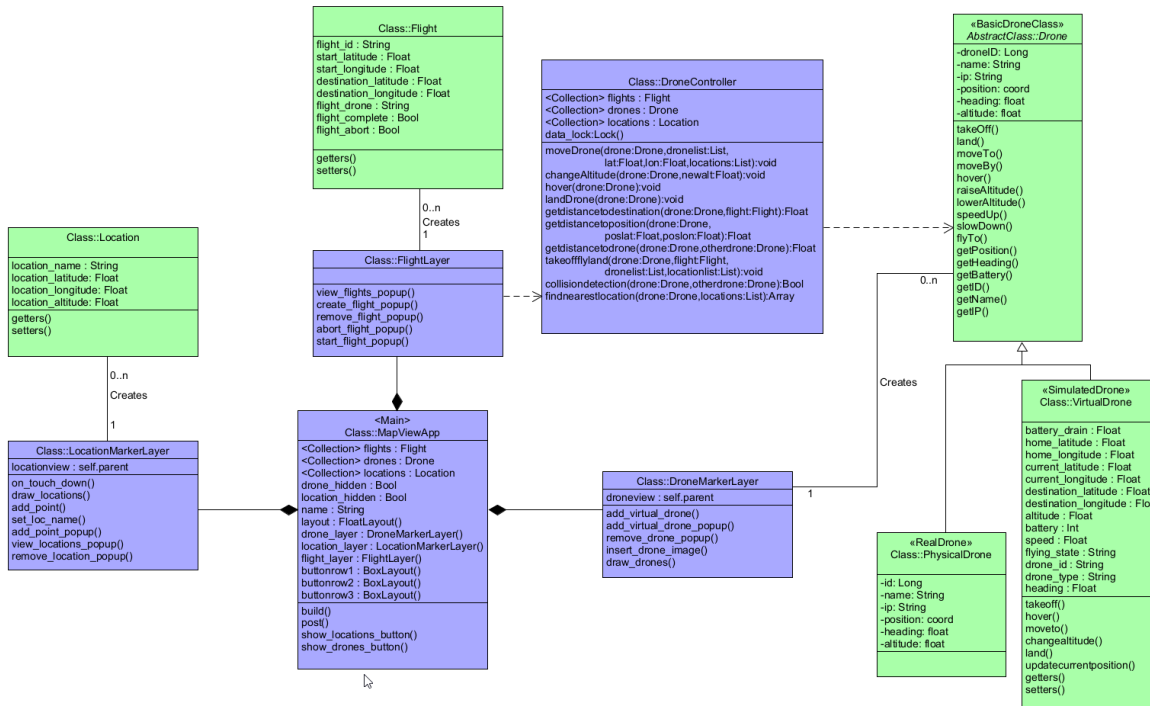 Class::Flight
flight_id : String
start_latitude : Float
start_longitude : Float
destination_latitude : Float
destination_longitude : Float
flight_drone : String
flight_complete : Bool
flight_abort : Bool
getters()
setters()
0..n
Creates
1
Class::FlightLayer
view_flights_popup()
create_flight_popup()
remove_flight_popup()
abort_flight_popup()
start_flight_popup()
Class::Location
location_name : String
location_latitude: Float
location_longitude: Float
location_altitude: Float
getters()
setters()
0..n
Creates
1
Class::LocationMarkerLayer
locationview : self.parent
on_touch_down()
draw_locations()
add_point()
set_loc_name()
add_point_popup()
view_locations_popup()
remove_location_popup()
<Main>
Class::MapViewApp
<Collection> flights : Flight
<Collection> drones : Drone
<Collection> locations : Location
drone_hidden : Bool
location_hidden : Bool
name : String
layout : FloatLayout()
drone_layer : DroneMarkerLayer()
location_layer : LocationMarkerLayer()
flight_layer : FlightLayer()
buttonrow1 : BoxLayout()
buttonrow2 : BoxLayout()
buttonrow3 : BoxLayout()
build()
post()
show_locations_button()
show_drones_button()
Class::DroneController
<Collection> flights : Flight
<Collection> drones : Drone
<Collection> locations : Location
data_lock:Lock()
moveDrone(drone:Drone,dronelist:List,
lat:Float,lon:Float,locations:List):void
changeAltitude(drone:Drone,newalt:Float):void
hover(drone:Drone):void
landDrone(drone:Drone):void
getdistancetodestination(drone:Drone,flight:Flight):Float
getdistancetoposition(drone:Drone,
poslat:Float,poslon:Float):Float
getdistancetodrone(drone:Drone,otherdrone:Drone):Float
takeoffflyland(drone:Drone,flight:Flight,
dronelist:List,locationlist:List):void
collisiondetection(drone:Drone,otherdrone:Drone):Bool
findnearestlocation(drone:Drone,locations:List):Array
Class::DroneMarkerLayer
droneview : self.parent
add_virtual_drone()
add_virtual_drone_popup()
remove_drone_popup()
insert_drone_image()
draw_drones()
1
Creates
0..n
«BasicDroneClass»
AbstractClass::Drone
-droneID: Long
-name: String
-ip: String
-position: coord
-heading: float
-altitude: float
takeOff()
land()
moveTo()
moveBy()
hover()
raiseAltitude()
lowerAltitude()
speedUp()
slowDown()
flyTo()
getPosition()
getHeading()
getBattery()
getID()
getName()
getIP()
«RealDrone»
Class::PhysicalDrone
-id: Long
-name: String
-ip: String
-position: coord
-heading: float
-altitude: float
«SimulatedDrone»
Class::VirtualDrone
battery_drain : Float
home_latitude : Float
home_longitude : Float
current_latitude : Float
current_longitude : Float
destination_latitude : Float
destination_longitude : Float
altitude : Float
battery : Int
speed : Float
flying_state : String
drone_id : String
drone_type : String
heading : Float
takeoff()
hover()
moveto()
changealtitude()
land()
updatecurrentposition()
getters()
setters()